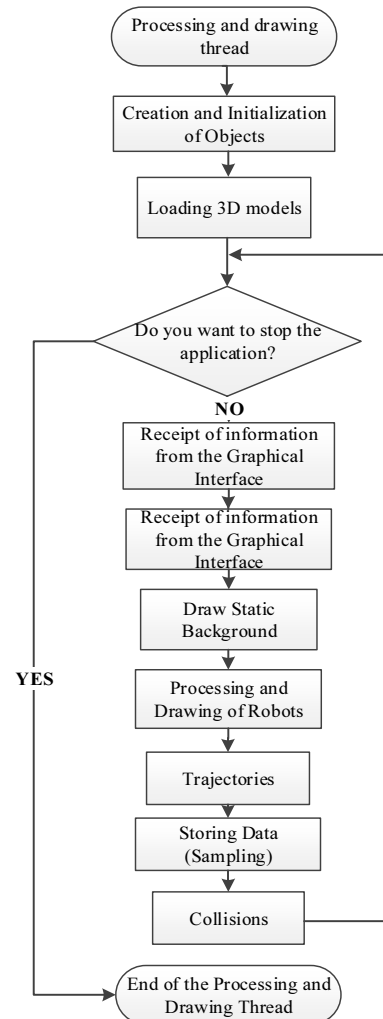 Processing and drawing
thread
Creation and Initialization
of Objects
Loading 3D models
Do you want to stop the
application?
NO
Receipt of information
from the Graphical
Interface
Receipt of information
from the Graphical
Interface
Draw Static
Background
YES
Processing and
Drawing of Robots
Trajectories
Storing Data
(Sampling)
Collisions
End of the Processing and
Drawing Thread